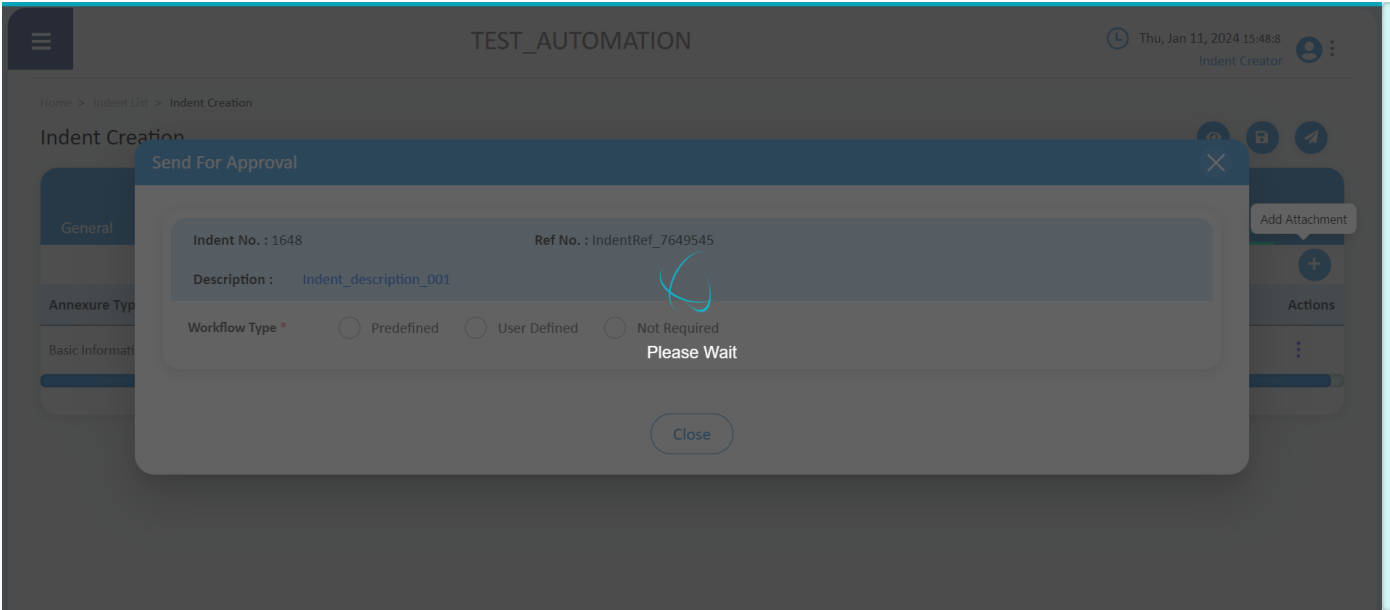 TEST_AUTOMATION
Thu, Jan 11, 2024 15:48:8
Indent Creator
Home > Indent List > Indent Creation
Indent Creation
Send For Approval
General
Add Attachment
Indent No. : 1648 Ref No. : IndentRef_7649545
Description : Indent_description_001
Annexure Typ
Actions
Workflow Type * Predefined User Defined Not Required
Basic Informati
Please Wait
Close